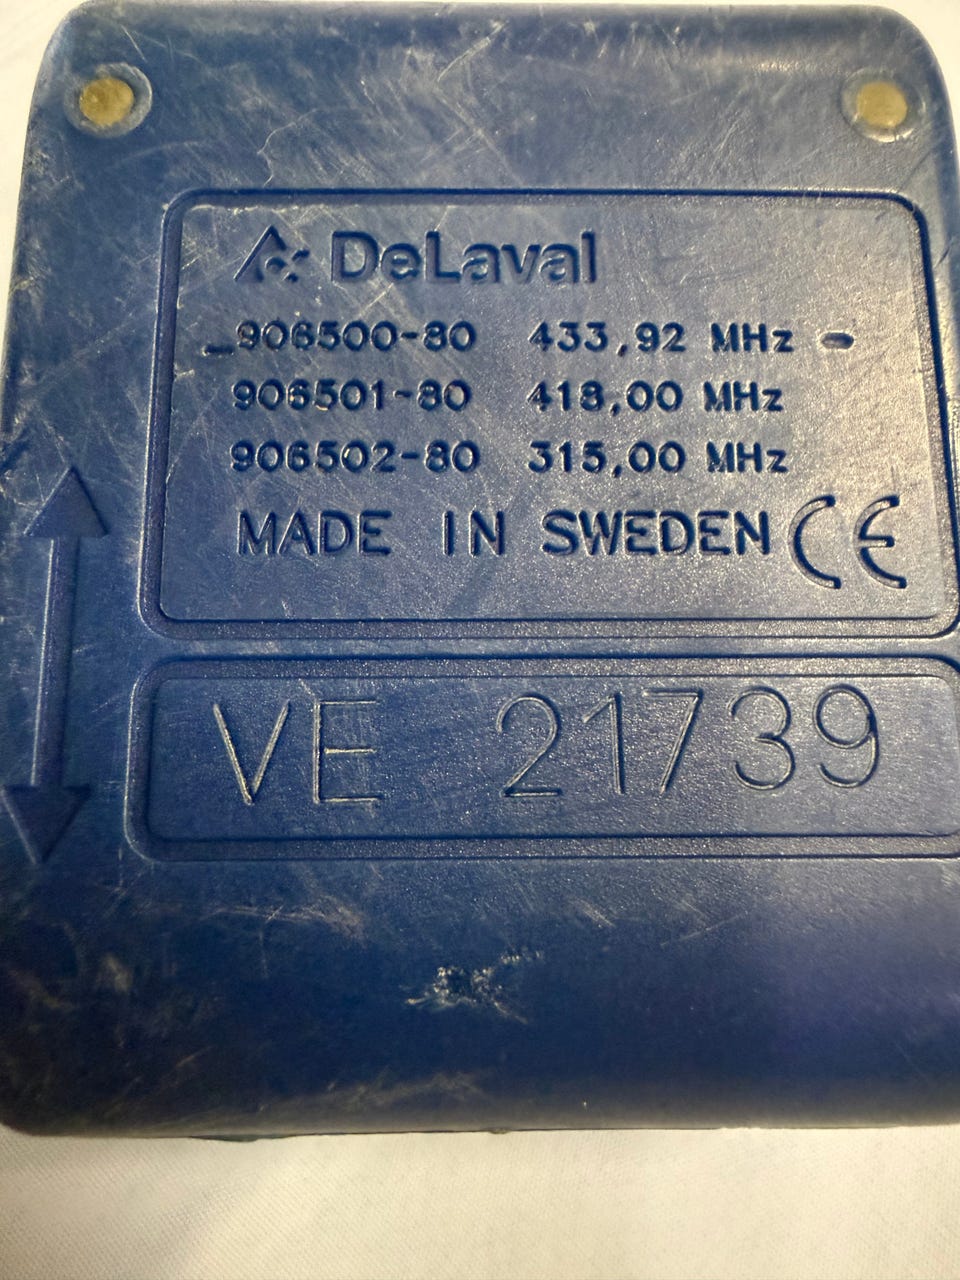 DeLaval
906500-80 433,92 MHz
906501-80 418,00 MHz
906502-80 315,00 MHz
MADE IN SWEDEN CE
VE 21739